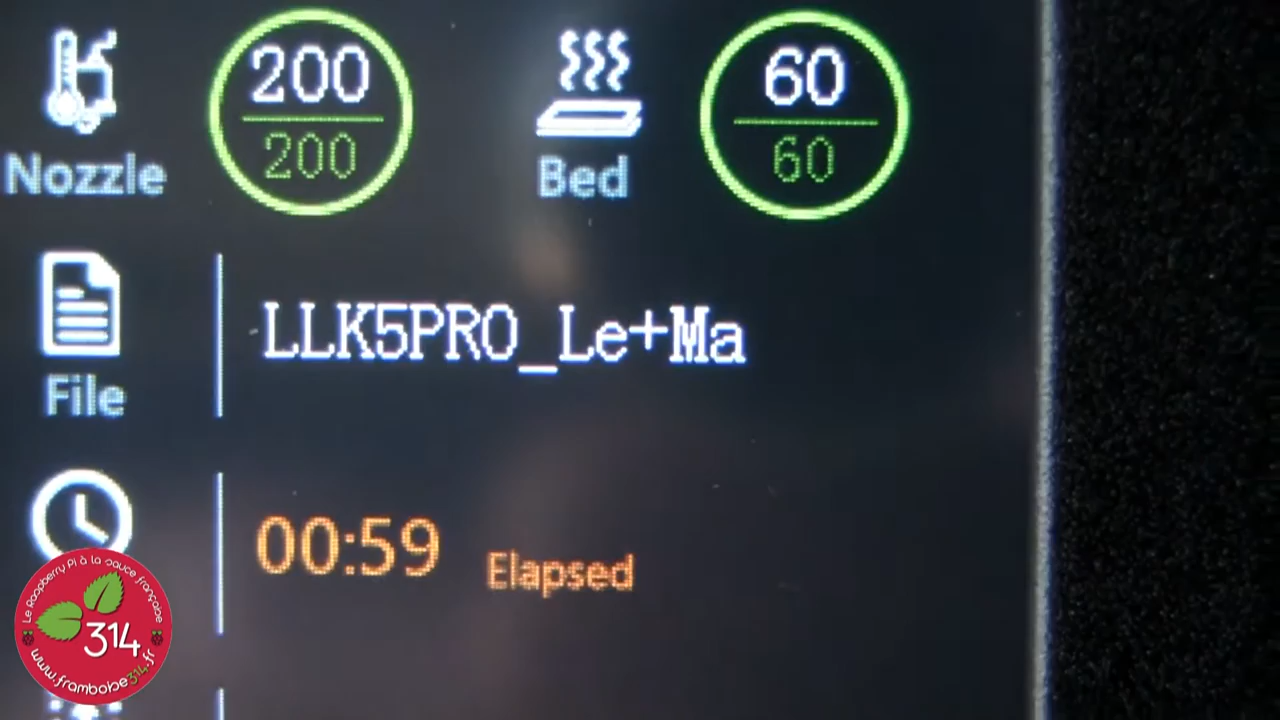 200
60
200
60
Nozzle
Bed
LLK5PRO_Le+Ma
File
00:59
Elapsed
Le Raspberry Pi à la sauce française
314
www.framboise314.fr